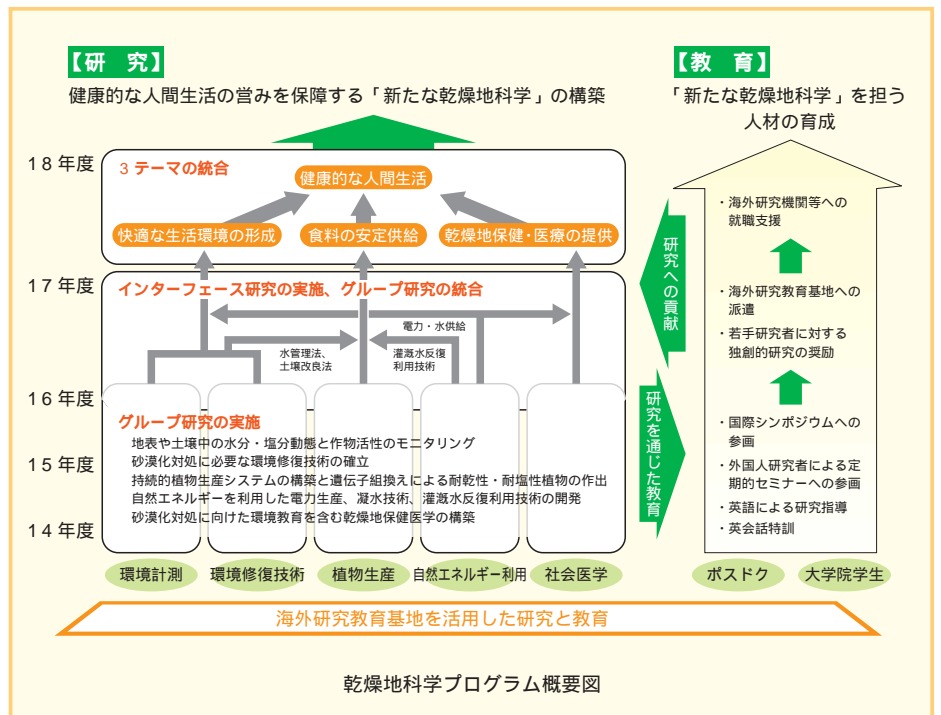 【研 究】
健康的な人間生活の営みを保障する「新たな乾燥地科学」の構築
【教 育】
「新たな乾燥地科学」を担う
人材の育成
18年度
3 テーマの統合
健康的な人間生活
快適な生活環境の形成
食料の安定供給
乾燥地保健・医療の提供
17年度
インターフェース研究の実施、グループ研究の統合
電力・水供給
水管理法、
土壌改良法
灌漑水反復
利用技術
16年度
グループ研究の実施
地表や土壌中の水分・塩分動態と作物活性のモニタリング
砂漠化対処に必要な環境修復技術の確立
持続的植物生産システムの構築と遺伝子組換えによる耐乾性・耐塩性植物の作出
自然エネルギーを利用した電力生産、凝水技術、灌漑水反復利用技術の開発
砂漠化対処に向けた環境教育を含む乾燥地保健医学の構築
15年度
14年度
環境計測
環境修復技術
植物生産
自然エネルギー利用
社会医学
研究への貢献
研究を通じた教育
・海外研究機関等への
就職支援
・海外研究教育基地への
派遣
・若手研究者に対する
独創的研究の奨励
・国際シンポジウムへの
参画
・外国人研究者による定
期的セミナーへの参画
・英語による研究指導
・英会話特訓
ポスドク
大学院学生
海外研究教育基地を活用した研究と教育
乾燥地科学プログラム概要図